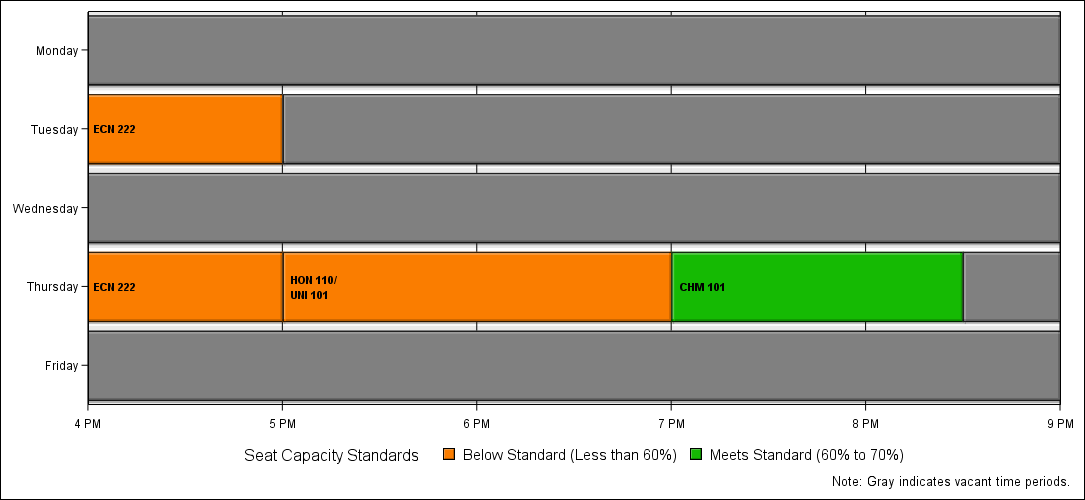 Monday
Tuesday
ECN 222
Wednesday
Thursday
ECN 222
HON 110/
UNI 101
CHM 101
Friday
4 PM 5 PM 6 PM 7 PM 8 PM 9 PM
Seat Capacity Standards Below Standard (Less than 60%) Meets Standard (60% to 70%)
Note: Gray indicates vacant time periods.